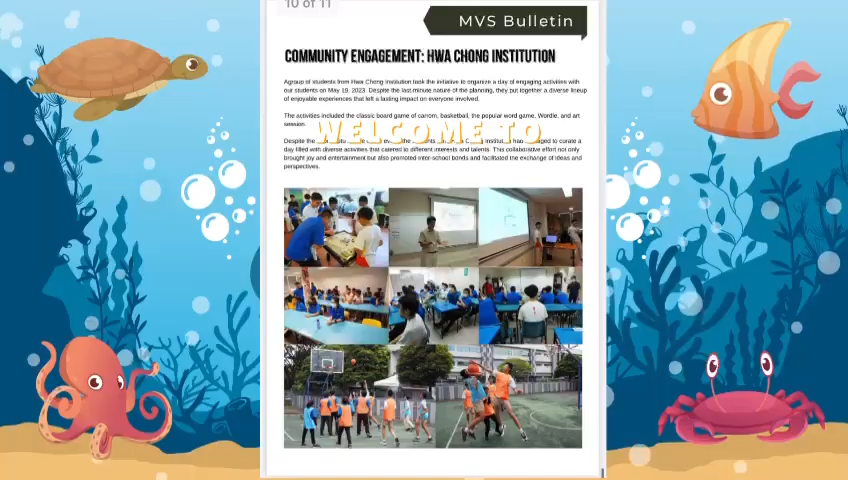 10 of 11
MVS Bulletin
COMMUNITY ENGAGEMENT: HWA CHONG INSTITUTION
A group of students from Hwa Chong Institution took the initiative to organize a day of engaging activities with
our students on May 19, 2023. Despite the last-minute nature of the planning, they put together a diverse lineup
of enjoyable experiences that left a lasting impact on everyone involved.
The activities included the classic board game of carrom, basketball, the popular word game, Wordle, and art
session.
WELCOME TO
Despite the
day filled with diverse activities that catered to different interests and talents. This collaborative effort not only
brought joy and entertainment but also promoted inter-school bonds and facilitated the exchange of ideas and
perspectives.